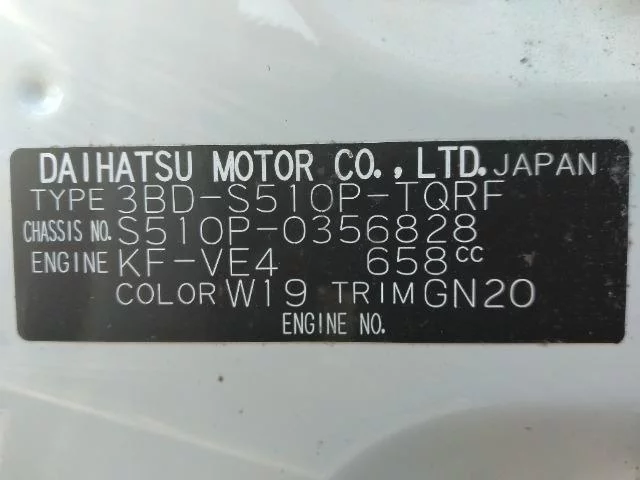 DAIHATSU MOTOR CO., LTD. JAPAN
TYPE 3BD-S510P-TQRF
CHASSIS NO. S510P-0356828
ENGINE KF-VE4 658cc
COLOR W19 TRIM GN20
ENGINE NO.